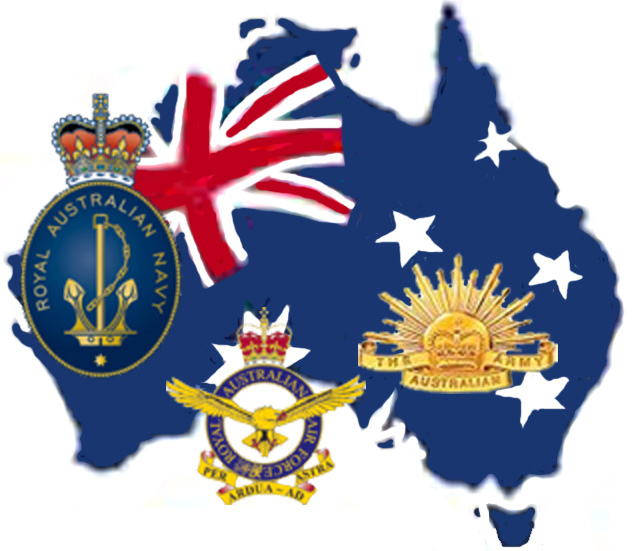 ROYAL AUSTRALIAN NAVY
THE ARMY
AUSTRALIAN
ROYAL AUSTRALIAN AIR FORCE
PER ARDUA - AD ASTRA